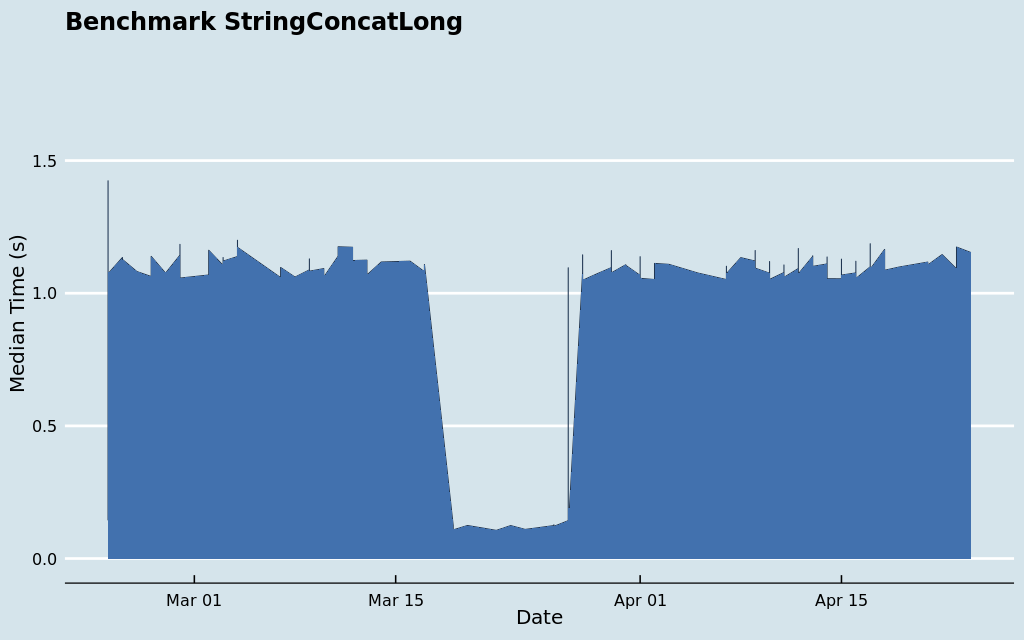 Benchmark StringConcatLong
1.5
1.0
0.5
0.0
Median Time (s)
Mar 01
Mar 15
Apr 01
Apr 15
Date